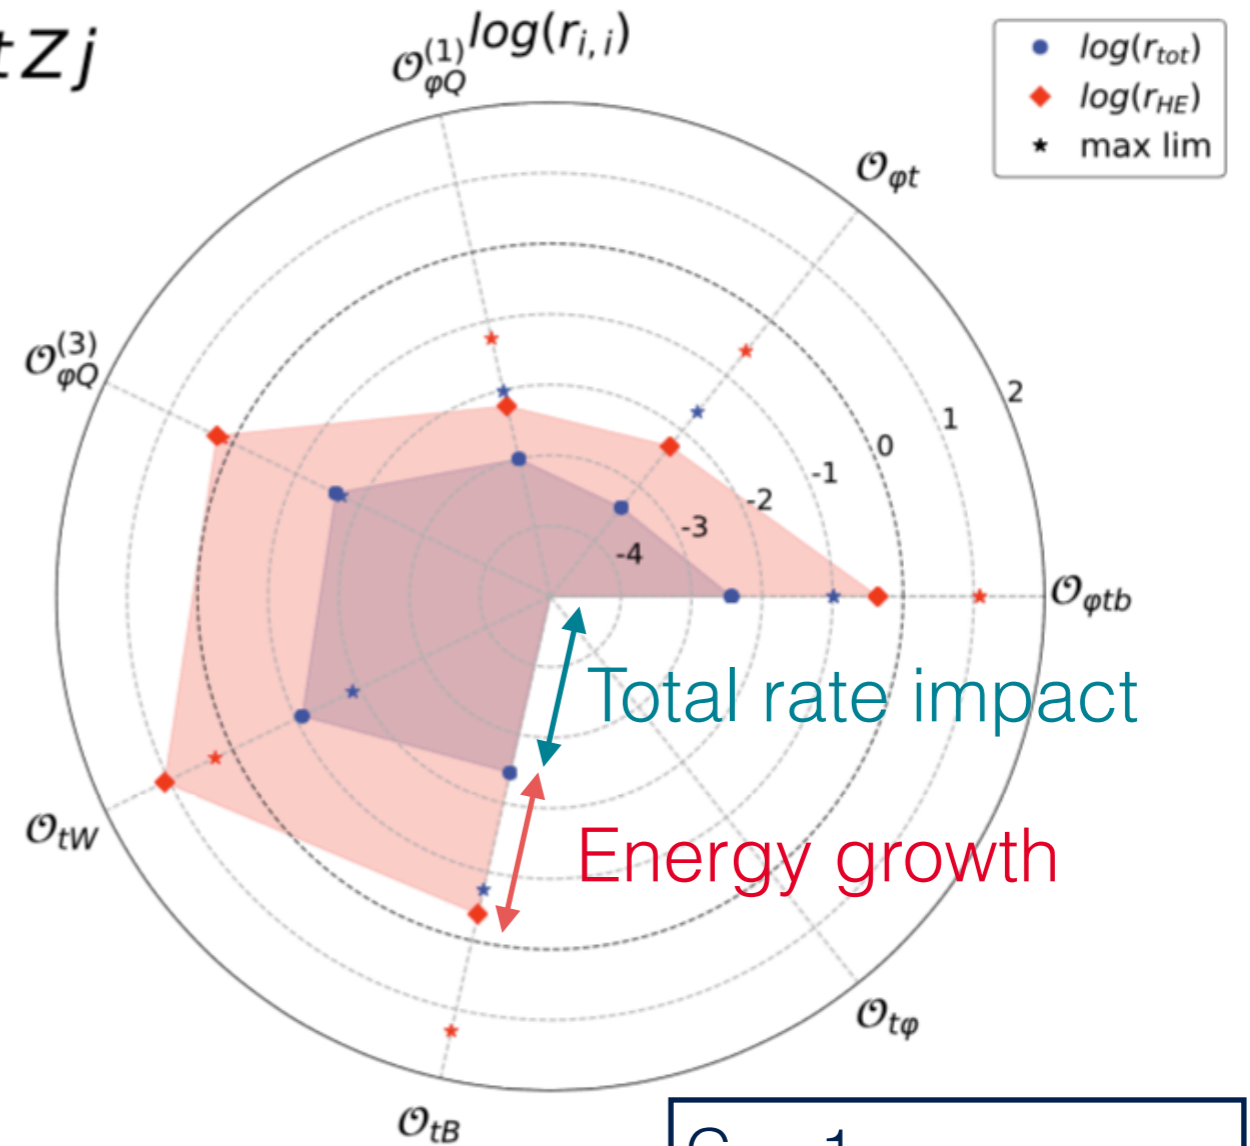 tZj
log(r_{i,i})
log(r_{tot})
log(r_{HE})
max lim
𝒪_{φQ}^{(1)}
𝒪_{φt}
𝒪_{φQ}^{(3)}
2
1
0
-1
-2
-3
-4
𝒪_{φtb}
Total rate impact
Energy growth
𝒪_{tW}
𝒪_{tφ}
𝒪_{tB}